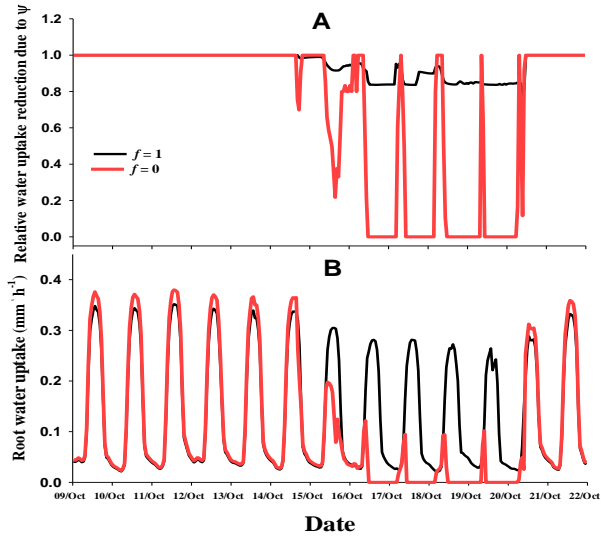 A
Relative water uptake reduction due to ψ
1.2
1.0
0.8
0.6
0.4
0.2
0.0
f = 1
f = 0
B
Root water uptake (mm h-1)
0.4
0.3
0.2
0.1
0.0
09/Oct 10/Oct 11/Oct 12/Oct 13/Oct 14/Oct 15/Oct 16/Oct 17/Oct 18/Oct 19/Oct 20/Oct 21/Oct 22/Oct
Date